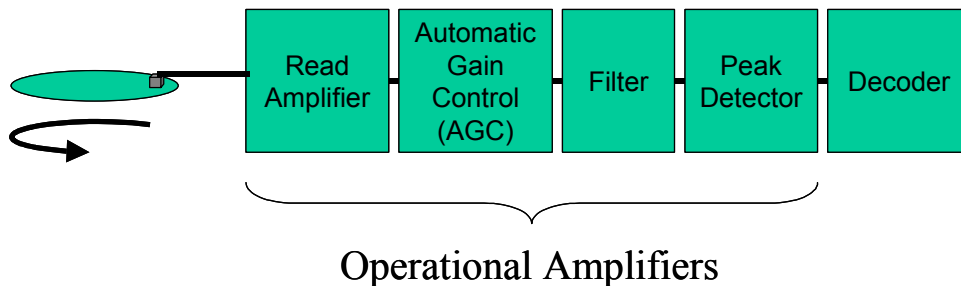 Read
Amplifier
Automatic
Gain
Control
(AGC)
Filter
Peak
Detector
Decoder
Operational Amplifiers